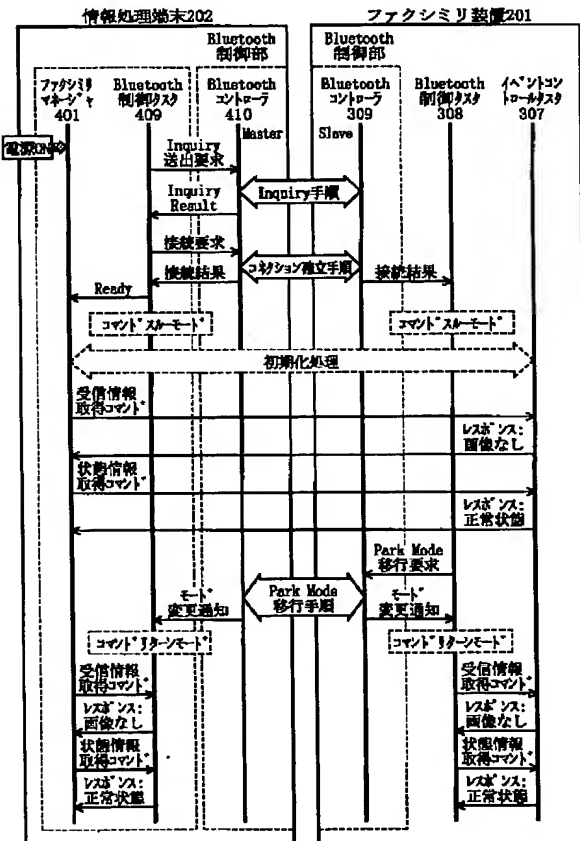 情報処理端末202
ファクシミリ装置201
Bluetooth
制御部
Bluetooth
制御部
ファクシミリ
マネージャ
401
Bluetooth
制御タスク
409
Bluetooth
コントローラ
410
Bluetooth
コントローラ
309
Bluetooth
制御タスク
308
イベントコン
トロールタスク
307
Master
Slave
電源ON時
Inquiry
送出要求
Inquiry手順
Inquiry
Result
接続要求
コネクション確立手順
接続結果
接続結果
Ready
コマンドスルーモード
コマンドスルーモード
初期化処理
受信情報
取得コマンド
レスポンス:
画像なし
状態情報
取得コマンド
レスポンス:
正常状態
Park Mode
移行要求
Park Mode
移行手順
モード
変更通知
モード
変更通知
コマンドリターンモード
コマンドリターンモード
受信情報
取得コマンド
受信情報
取得コマンド
レスポンス:
画像なし
レスポンス:
画像なし
状態情報
取得コマンド
状態情報
取得コマンド
レスポンス:
正常状態
レスポンス:
正常状態